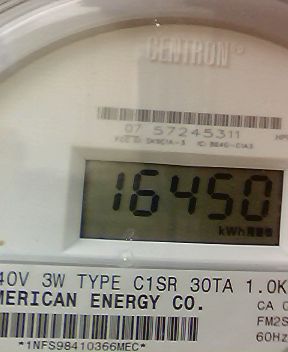 CENTRON®
07 57245311
16450
kWh
40V 3W TYPE C1SR 30TA 1.0K
MERICAN ENERGY CO.
CA 0
FM2S
60Hz
*1NFS98410366MEC*